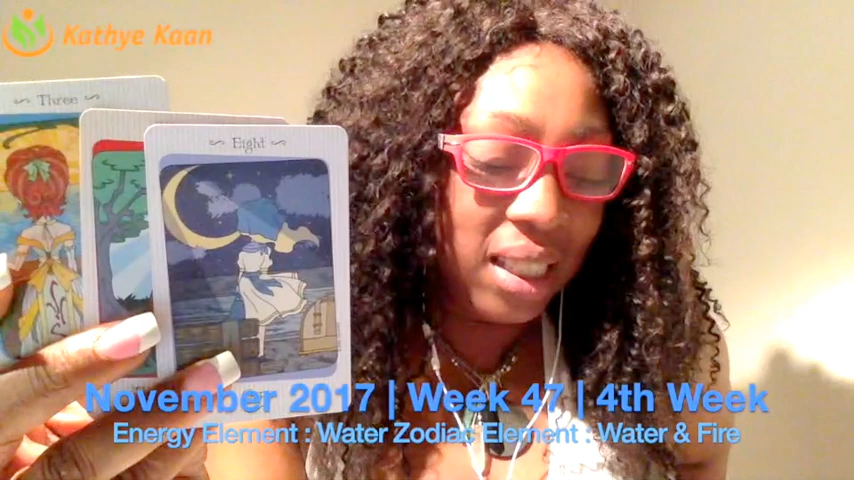 Kathye Kaan
~ Three ~
~ Eight ~
November 2017 | Week 47 | 4th Week
Energy Element : Water Zodiac Element : Water & Fire